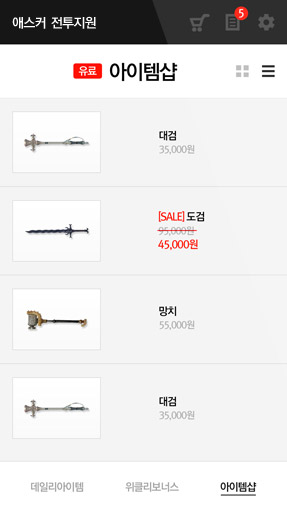 애스커 전투지원
5
유료 아이템샵
대검
35,000원
[SALE] 도검
95,000원
45,000원
망치
55,000원
대검
35,000원
데일리아이템 위클리보너스 아이템샵